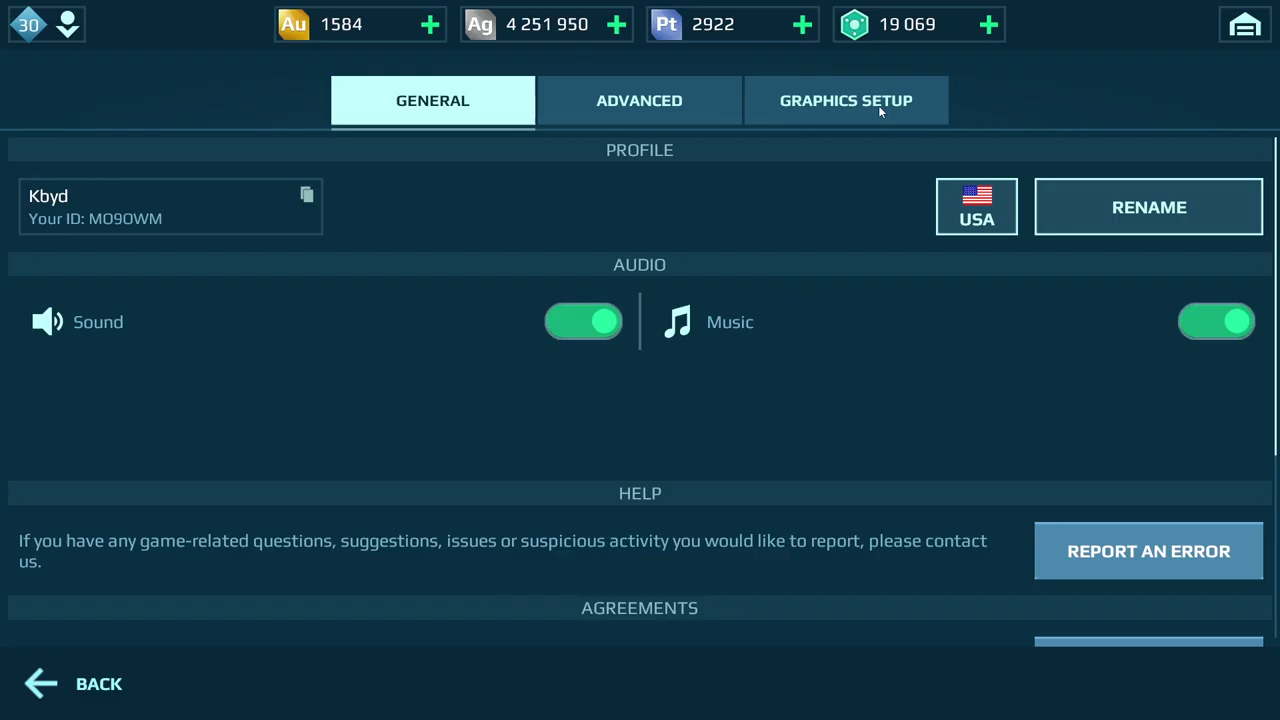 30
Au 1584 +
Ag 4 251 950 +
Pt 2922 +
19 069 +
GENERAL
ADVANCED
GRAPHICS SETUP
PROFILE
Kbyd
Your ID: MO9OWM
USA
RENAME
AUDIO
Sound
Music
HELP
If you have any game-related questions, suggestions, issues or suspicious activity you would like to report, please contact
us.
REPORT AN ERROR
AGREEMENTS
BACK